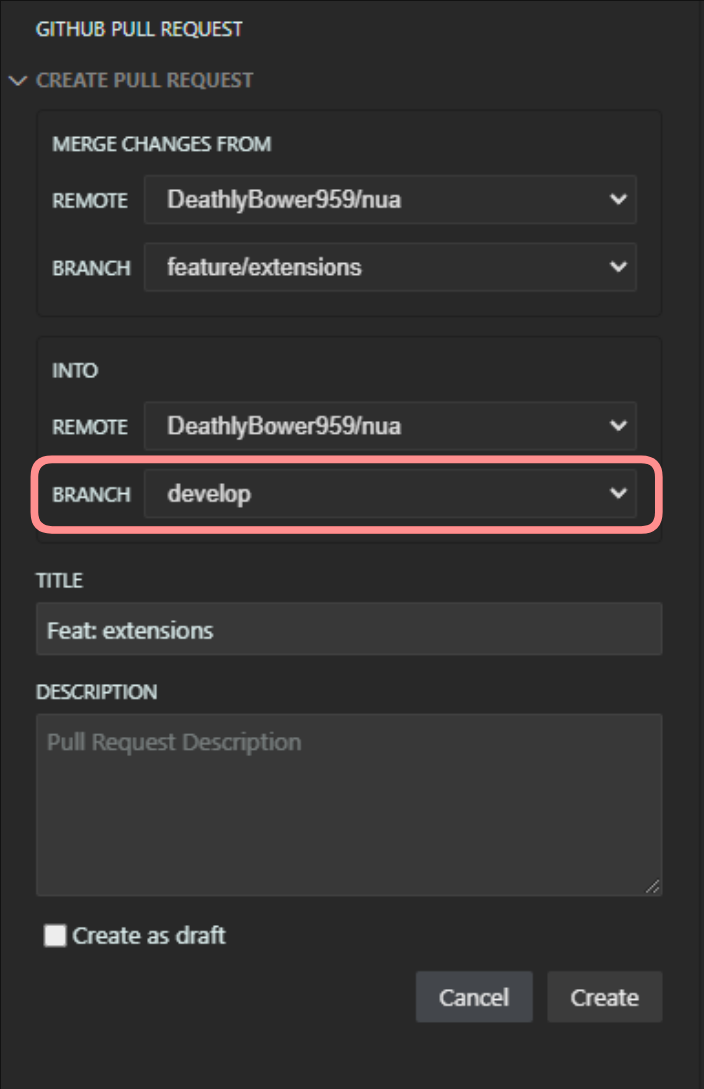 GITHUB PULL REQUEST
CREATE PULL REQUEST
MERGE CHANGES FROM
REMOTE DeathlyBower959/nua
BRANCH feature/extensions
INTO
REMOTE DeathlyBower959/nua
BRANCH develop
TITLE
Feat: extensions
DESCRIPTION
Pull Request Description
Create as draft
Cancel Create